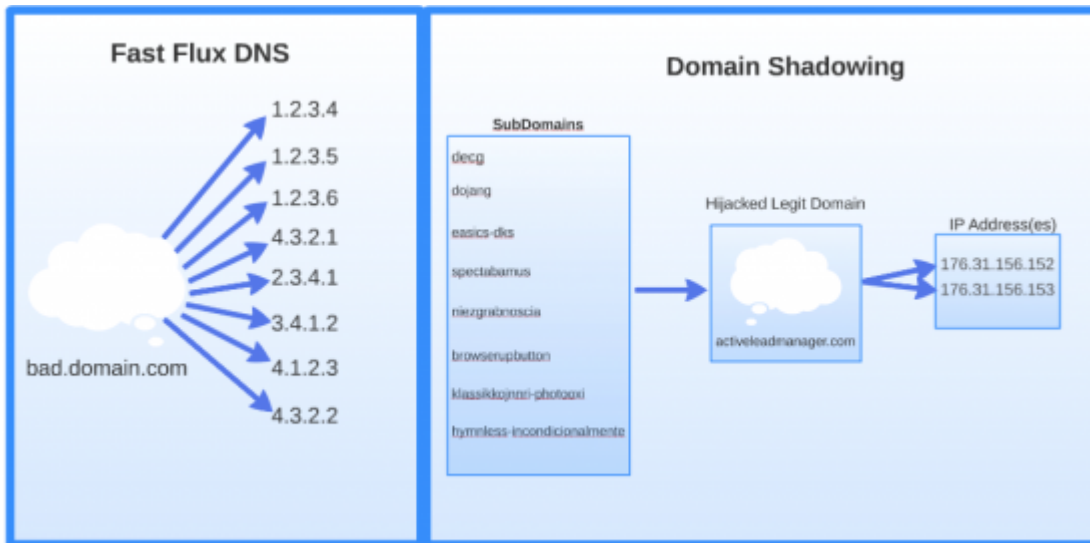 Fast Flux DNS
1.2.3.4
1.2.3.5
1.2.3.6
4.3.2.1
2.3.4.1
3.4.1.2
4.1.2.3
4.3.2.2
bad.domain.com
Domain Shadowing
SubDomains
decg
dojang
easics-dks
spectabamus
niezgrabnoscia
browserupbutton
klassikkojnnri-photooxi
hymnless-incondicionalmente
Hijacked Legit Domain
activeleadmanager.com
IP Address(es)
176.31.156.152
176.31.156.153